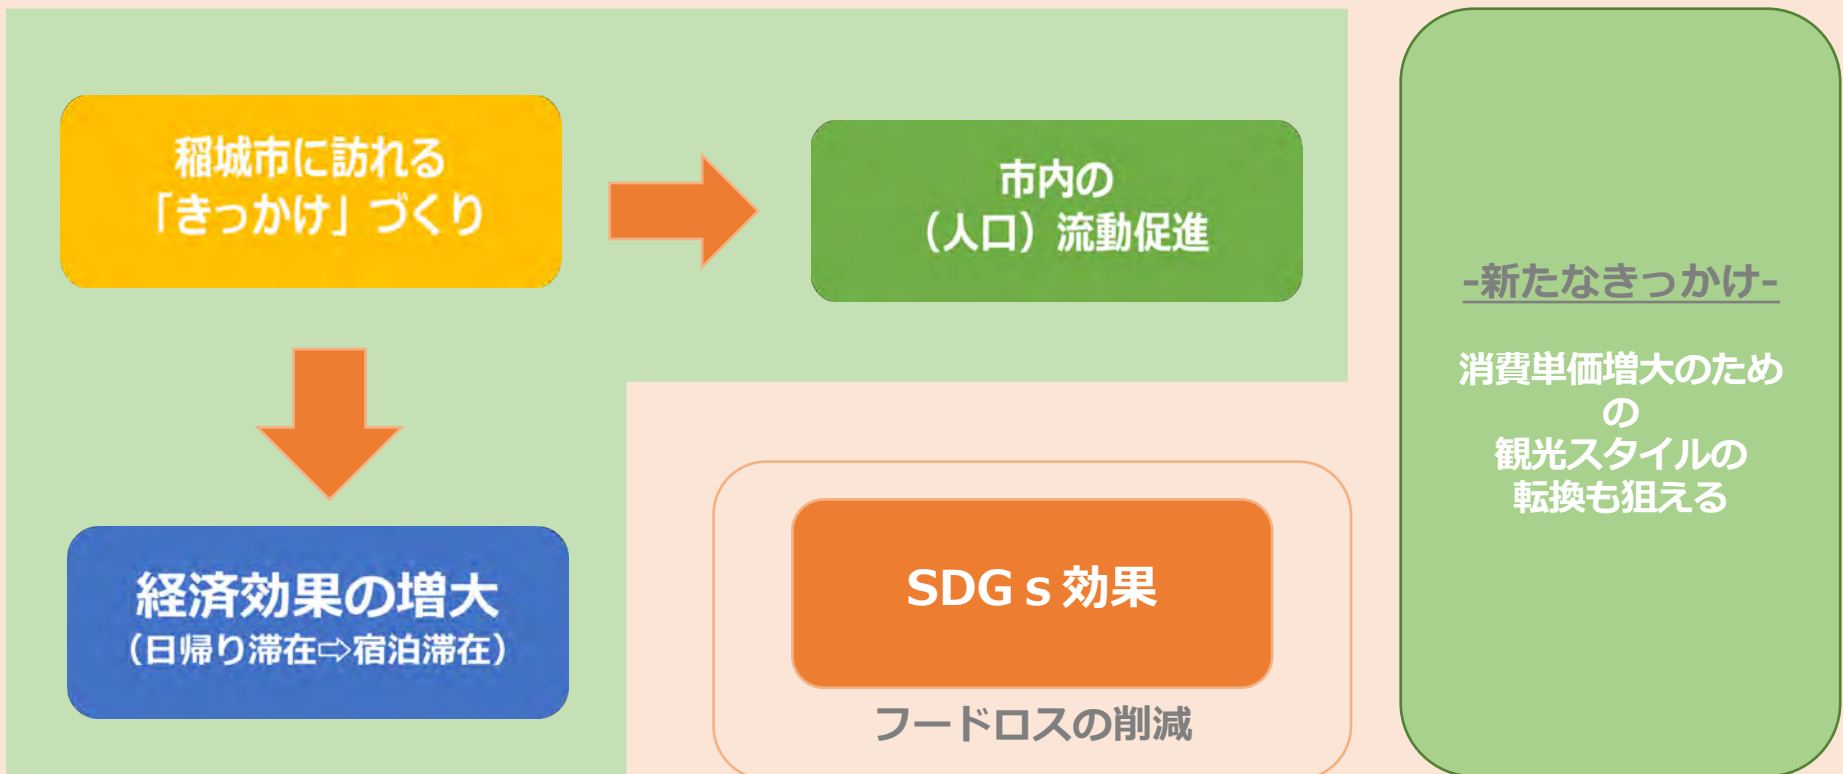 稲城市に訪れる
「きっかけ」づくり
市内の
（人口）流動促進
経済効果の増大
（日帰り滞在⇨宿泊滞在）
SDGｓ効果
フードロスの削減
-新たなきっかけ-
消費単価増大のため
の
観光スタイルの
転換も狙える